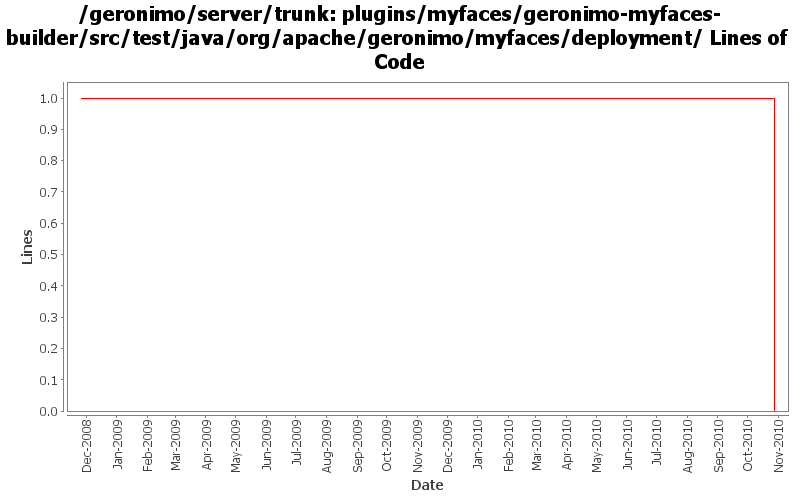 /geronimo/server/trunk: plugins/myfaces/geronimo-myfaces-
builder/src/test/java/org/apache/geronimo/myfaces/deployment/ Lines of
Code
1.0
0.9
0.8
0.7
0.6
0.5
0.4
0.3
0.2
0.1
0.0
Lines
Dec-2008
Jan-2009
Feb-2009
Mar-2009
Apr-2009
May-2009
Jun-2009
Jul-2009
Aug-2009
Sep-2009
Oct-2009
Nov-2009
Dec-2009
Jan-2010
Feb-2010
Mar-2010
Apr-2010
May-2010
Jun-2010
Jul-2010
Aug-2010
Sep-2010
Oct-2010
Nov-2010
Date